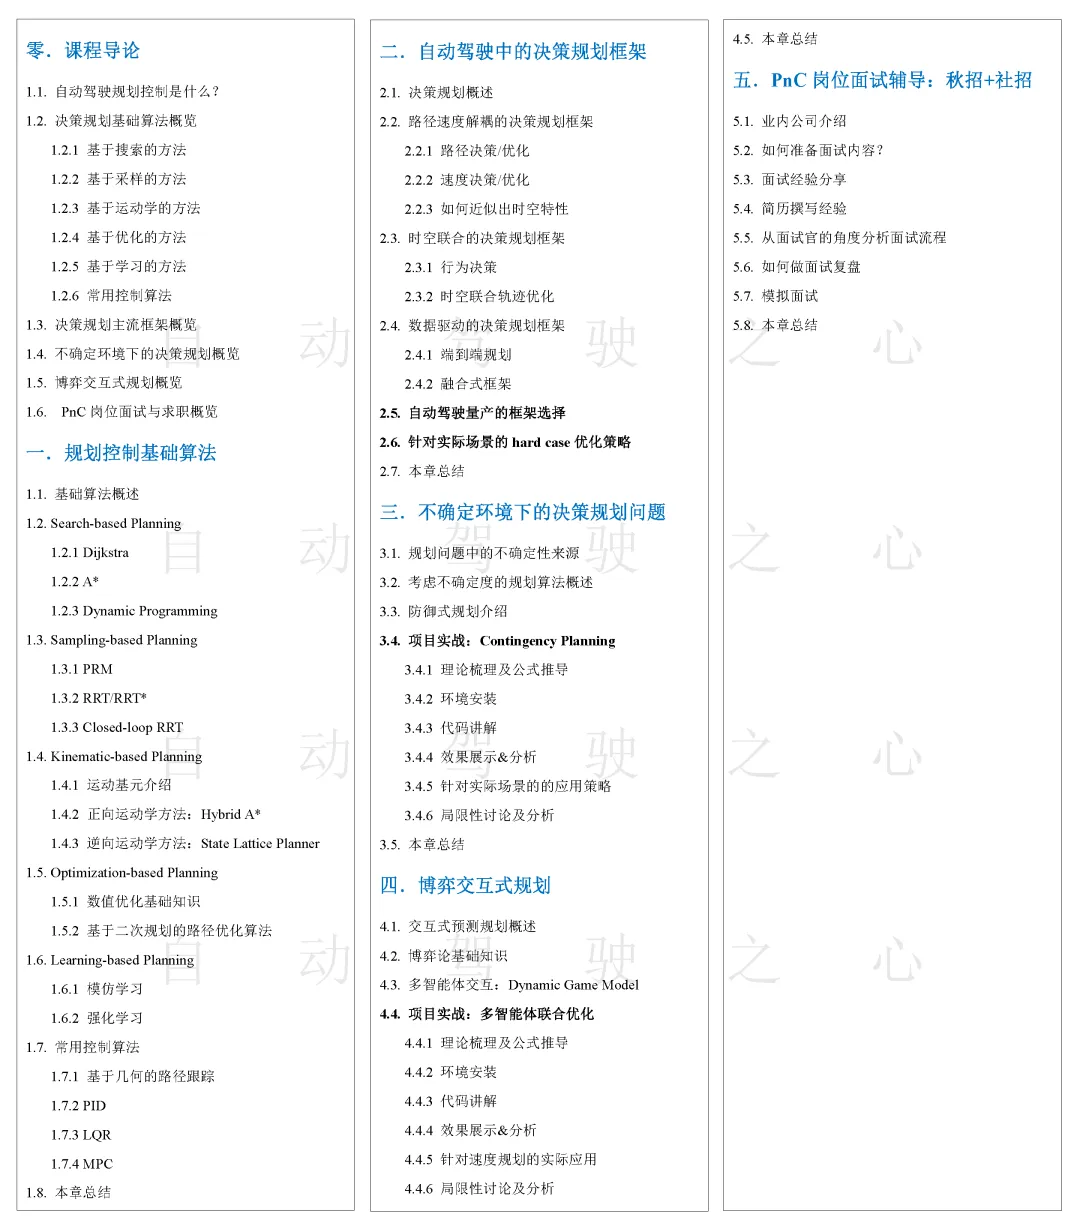 零．课程导论
1.1. 自动驾驶规划控制是什么？
1.2. 决策规划基础算法概览
1.2.1 基于搜索的方法
1.2.2 基于采样的方法
1.2.3 基于运动学的方法
1.2.4 基于优化的方法
1.2.5 基于学习的方法
1.2.6 常用控制算法
1.3. 决策规划主流框架概览
1.4. 不确定环境下的决策规划概览
1.5. 博弈交互式规划概览
1.6. PnC 岗位面试与求职概览
一．规划控制基础算法
1.1. 基础算法概述
1.2. Search-based Planning
1.2.1 Dijkstra
1.2.2 A*
1.2.3 Dynamic Programming
1.3. Sampling-based Planning
1.3.1 PRM
1.3.2 RRT/RRT*
1.3.3 Closed-loop RRT
1.4. Kinematic-based Planning
1.4.1 运动基元介绍
1.4.2 正向运动学方法：Hybrid A*
1.4.3 逆向运动学方法：State Lattice Planner
1.5. Optimization-based Planning
1.5.1 数值优化基础知识
1.5.2 基于二次规划的路径优化算法
1.6. Learning-based Planning
1.6.1 模仿学习
1.6.2 强化学习
1.7. 常用控制算法
1.7.1 基于几何的路径跟踪
1.7.2 PID
1.7.3 LQR
1.7.4 MPC
1.8. 本章总结
二．自动驾驶中的决策规划框架
2.1. 决策规划概述
2.2. 路径速度解耦的决策规划框架
2.2.1 路径决策/优化
2.2.2 速度决策/优化
2.2.3 如何近似出时空特性
2.3. 时空联合的决策规划框架
2.3.1 行为决策
2.3.2 时空联合轨迹优化
2.4. 数据驱动的决策规划框架
2.4.1 端到端规划
2.4.2 融合式框架
2.5. 自动驾驶量产的框架选择
2.6. 针对实际场景的 hard case 优化策略
2.7. 本章总结
三．不确定环境下的决策规划问题
3.1. 规划问题中的不确定性来源
3.2. 考虑不确定度的规划算法概述
3.3. 防御式规划介绍
3.4. 项目实战：Contingency Planning
3.4.1 理论梳理及公式推导
3.4.2 环境安装
3.4.3 代码讲解
3.4.4 效果展示&分析
3.4.5 针对实际场景的的应用策略
3.4.6 局限性讨论及分析
3.5. 本章总结
四．博弈交互式规划
4.1. 交互式预测规划概述
4.2. 博弈论基础知识
4.3. 多智能体交互：Dynamic Game Model
4.4. 项目实战：多智能体联合优化
4.4.1 理论梳理及公式推导
4.4.2 环境安装
4.4.3 代码讲解
4.4.4 效果展示&分析
4.4.5 针对速度规划的实际应用
4.4.6 局限性讨论及分析
4.5. 本章总结
五．PnC 岗位面试辅导：秋招+社招
5.1. 业内公司介绍
5.2. 如何准备面试内容？
5.3. 面试经验分享
5.4. 简历撰写经验
5.5. 从面试官的角度分析面试流程
5.6. 如何做面试复盘
5.7. 模拟面试
5.8. 本章总结
自动驾驶之心
自动驾驶之心
自动驾驶之心
自动驾驶之心